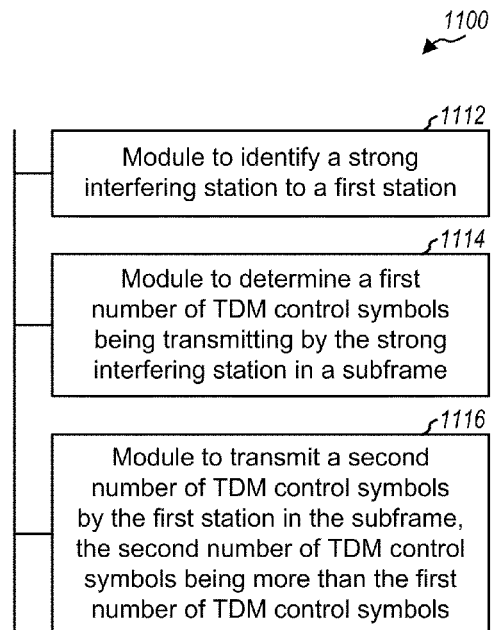 1100
1112
Module to identify a strong
interfering station to a first station
1114
Module to determine a first
number of TDM control symbols
being transmitting by the strong
interfering station in a subframe
1116
Module to transmit a second
number of TDM control symbols
by the first station in the subframe,
the second number of TDM control
symbols being more than the first
number of TDM control symbols